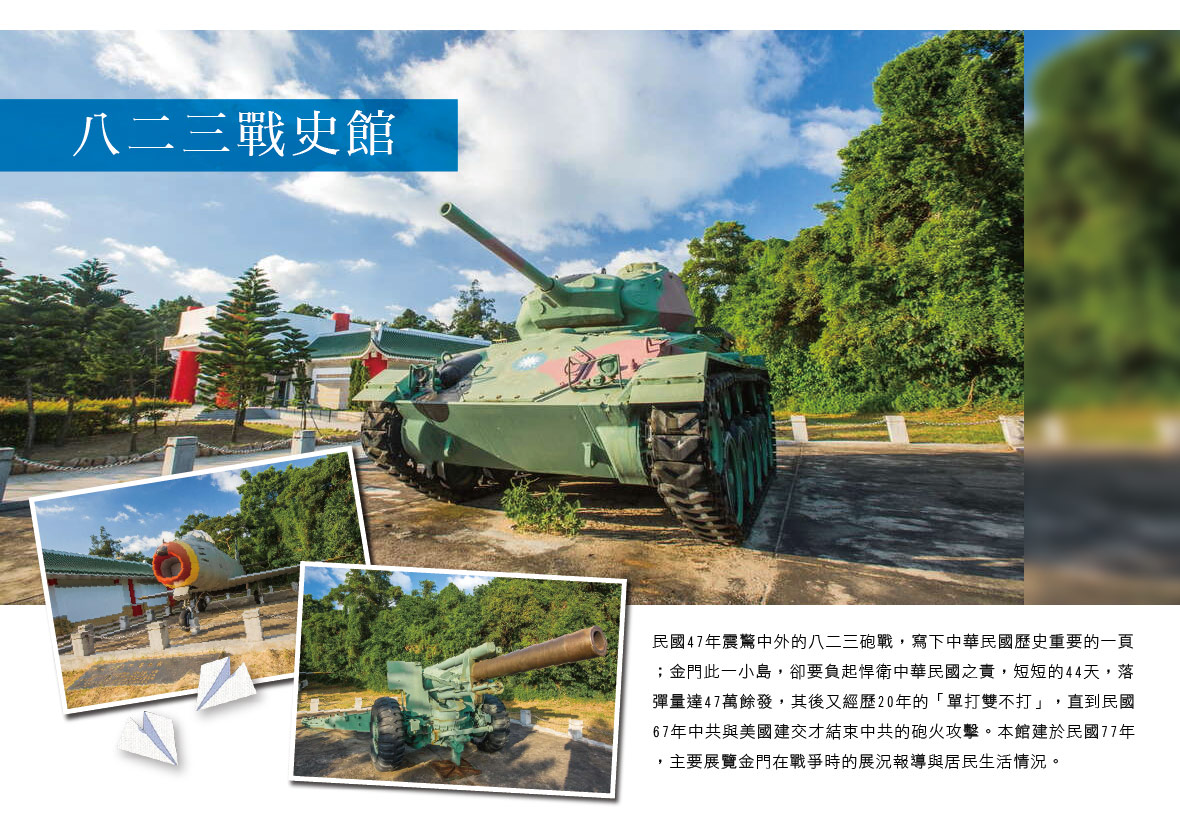 八二三戰史館
民國47年震驚中外的八二三砲戰，寫下中華民國歷史重要的一頁
；金門此一小島，卻要負起悍衛中華民國之責，短短的44天，落
彈量達47萬餘發，其後又經歷20年的「單打雙不打」，直到民國
67年中共與美國建交才結束中共的砲火攻擊。本館建於民國77年
，主要展覽金門在戰爭時的展況報導與居民生活情況。